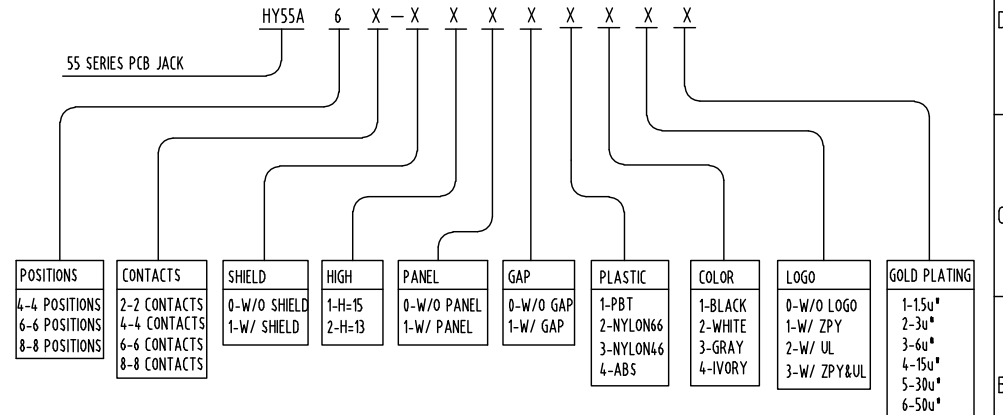 HY55A 6 X - X X X X X X X X
55 SERIES PCB JACK
POSITIONS
4-4 POSITIONS
6-6 POSITIONS
8-8 POSITIONS
CONTACTS
2-2 CONTACTS
4-4 CONTACTS
6-6 CONTACTS
8-8 CONTACTS
SHIELD
0-W/O SHIELD
1-W/ SHIELD
HIGH
1-H=15
2-H=13
PANEL
0-W/O PANEL
1-W/ PANEL
GAP
0-W/O GAP
1-W/ GAP
PLASTIC
1-PBT
2-NYLON66
3-NYLON46
4-ABS
COLOR
1-BLACK
2-WHITE
3-GRAY
4-IVORY
LOGO
0-W/O LOGO
1-W/ ZPY
2-W/ UL
3-W/ ZPY&UL
GOLD PLATING
1-1.5u"
2-3u"
3-6u"
4-15u"
5-30u"
6-50u"